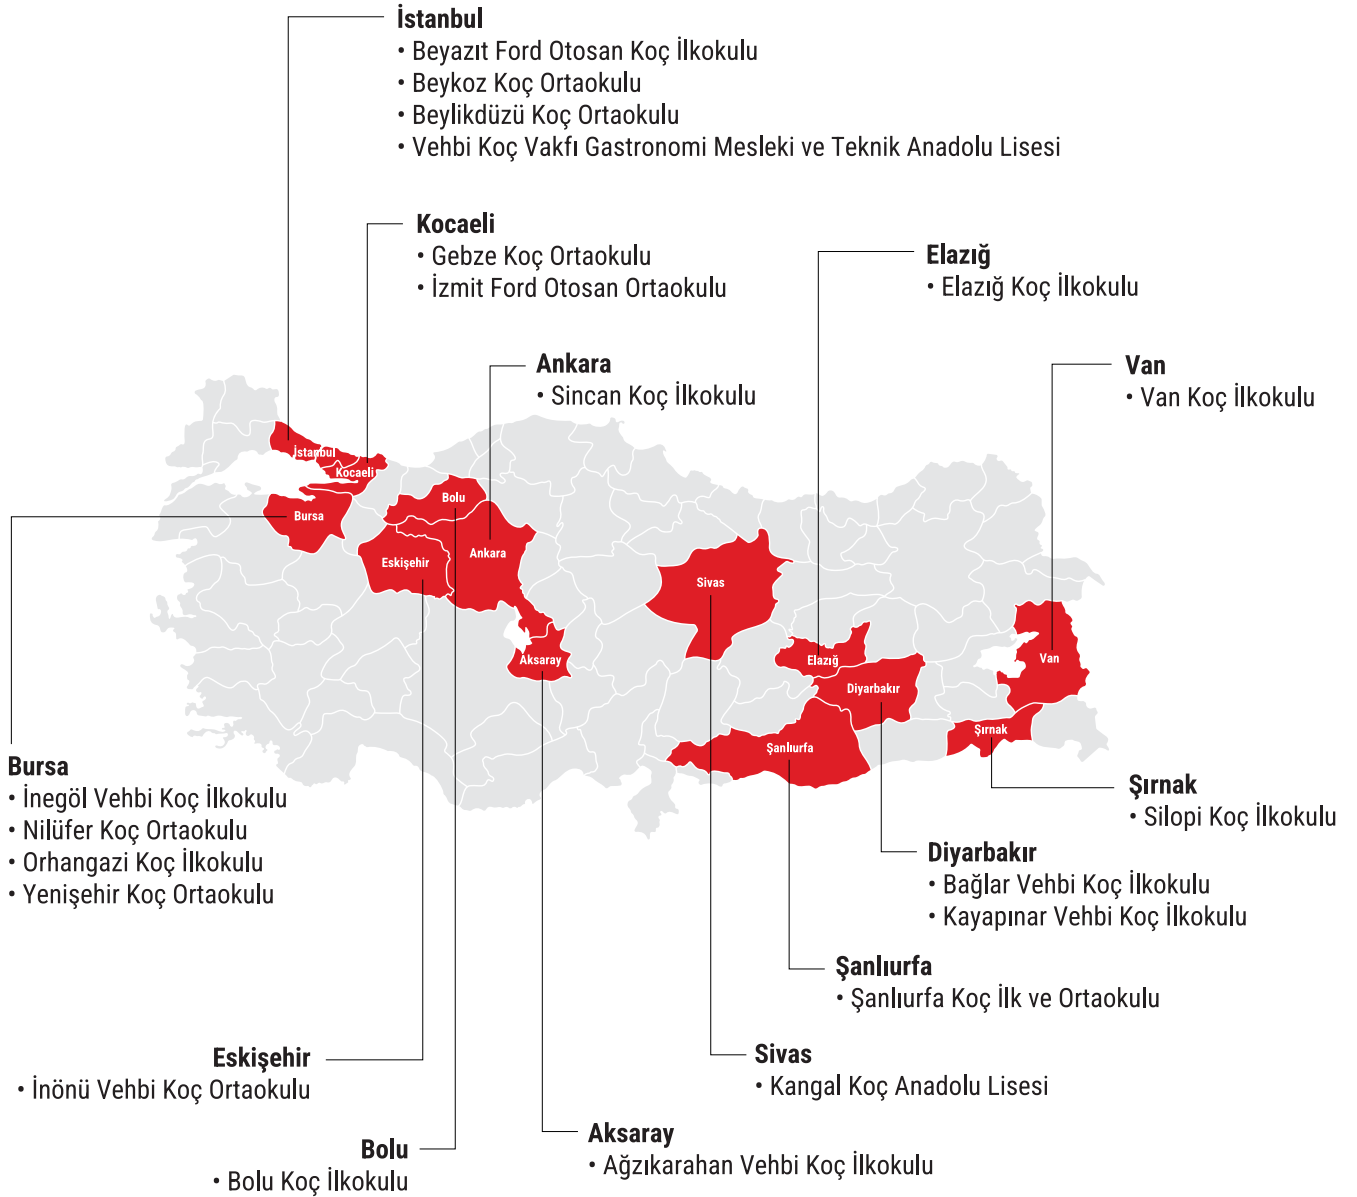 İstanbul
• Beyazıt Ford Otosan Koç İlkokulu
• Beykoz Koç Ortaokulu
• Beylikdüzü Koç Ortaokulu
• Vehbi Koç Vakfı Gastronomi Mesleki ve Teknik Anadolu Lisesi
Kocaeli
• Gebze Koç Ortaokulu
• İzmit Ford Otosan Ortaokulu
Elazığ
• Elazığ Koç İlkokulu
Ankara
• Sincan Koç İlkokulu
Van
• Van Koç İlkokulu
İstanbul
Kocaeli
Bolu
Bursa
Ankara
Eskişehir
Sivas
Aksaray
Elazığ
Van
Diyarbakır
Şırnak
Şanlıurfa
Bursa
• İnegöl Vehbi Koç İlkokulu
• Nilüfer Koç Ortaokulu
• Orhangazi Koç İlkokulu
• Yenişehir Koç Ortaokulu
Şırnak
• Silopi Koç İlkokulu
Diyarbakır
• Bağlar Vehbi Koç İlkokulu
• Kayapınar Vehbi Koç İlkokulu
Şanlıurfa
• Şanlıurfa Koç İlk ve Ortaokulu
Eskişehir
• İnönü Vehbi Koç Ortaokulu
Sivas
• Kangal Koç Anadolu Lisesi
Bolu
• Bolu Koç İlkokulu
Aksaray
• Ağzıkarahan Vehbi Koç İlkokulu